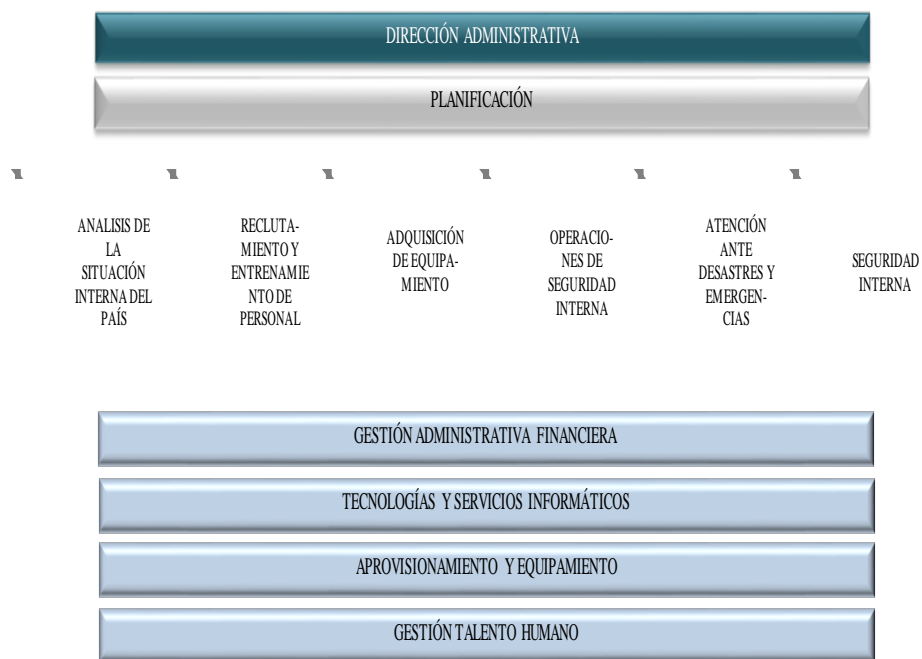 DIRECCIÓN ADMINISTRATIVA
PLANIFICACIÓN
ANALISIS DE
LA
SITUACIÓN
INTERNA DEL
PAÍS
RECLUTA-
MIENTO Y
ENTRENAMIE
NTO DE
PERSONAL
ADQUISICIÓN
DE EQUIPA-
MIENTO
OPERACIO-
NES DE
SEGURIDAD
INTERNA
ATENCIÓN
ANTE
DESASTRES Y
EMERGEN-
CIAS
SEGURIDAD
INTERNA
GESTIÓN ADMINISTRATIVA FINANCIERA
TECNOLOGÍAS Y SERVICIOS INFORMÁTICOS
APROVISIONAMIENTO Y EQUIPAMIENTO
GESTIÓN TALENTO HUMANO